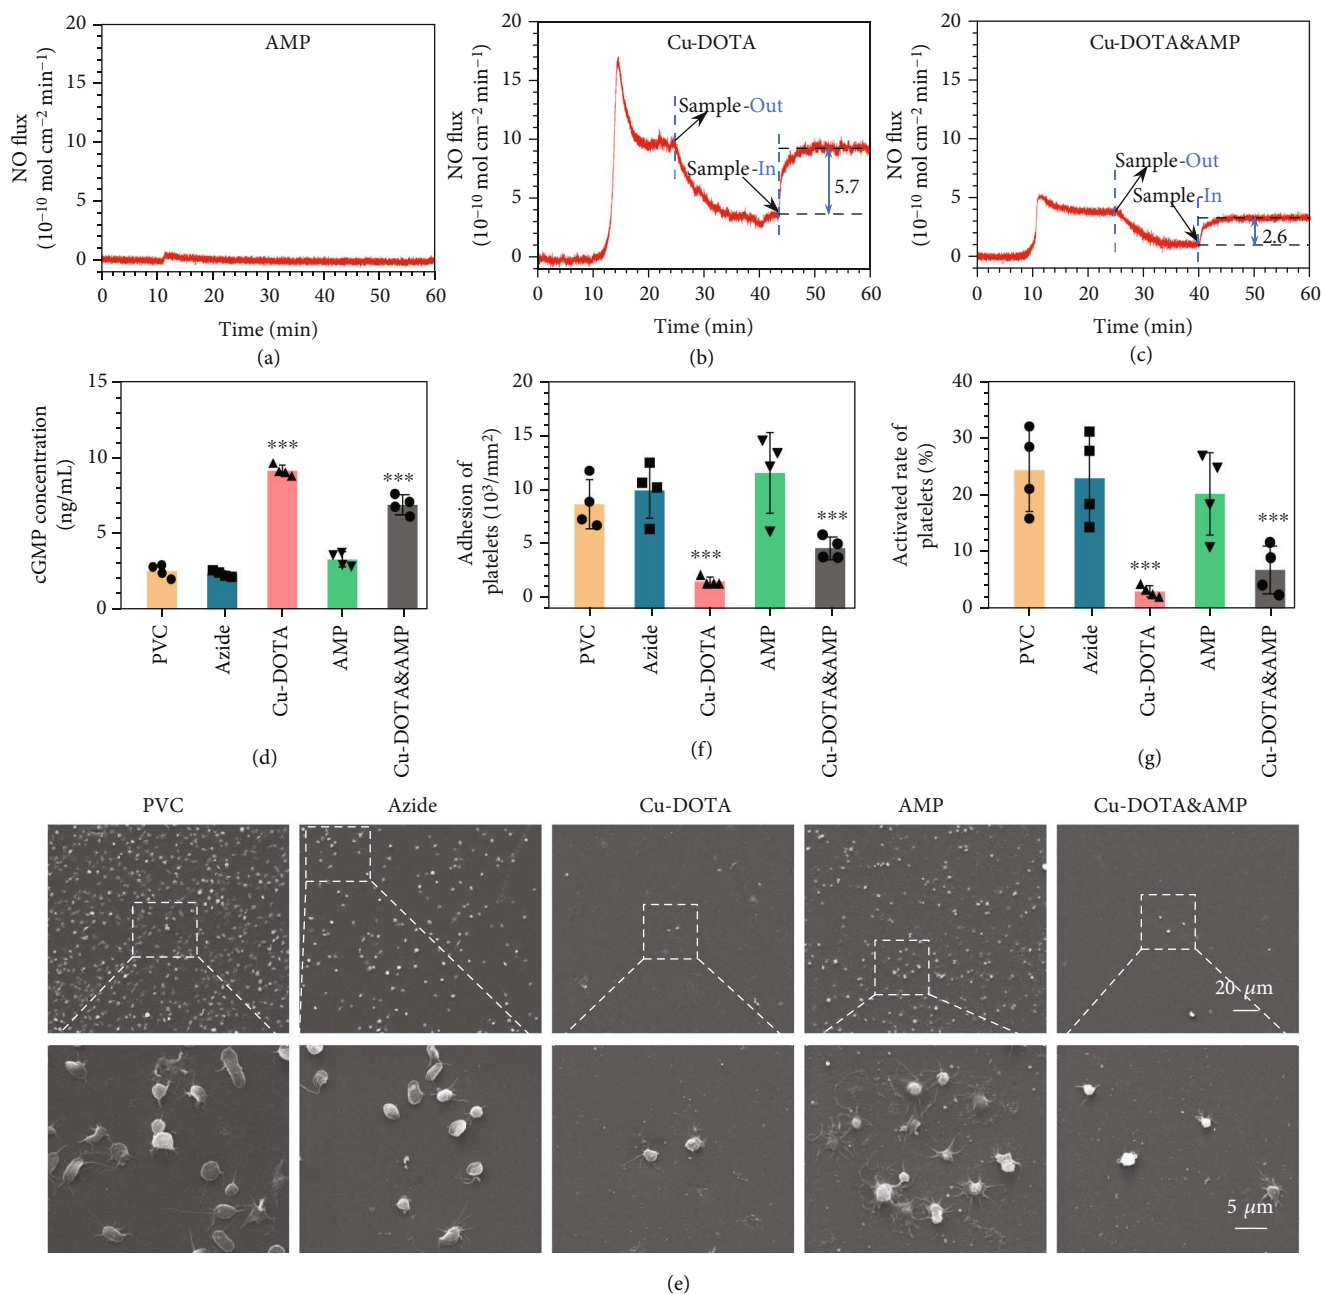 AMP
NO flux
(10⁻¹⁰ mol cm⁻² min⁻¹)
20
15
10
5
0
0 10 20 30 40 50 60
Time (min)
(a)
Cu-DOTA
NO flux
(10⁻¹⁰ mol cm⁻² min⁻¹)
20
15
10
5
0
Sample-Out
Sample-In
5.7
0 10 20 30 40 50 60
Time (min)
(b)
Cu-DOTA&AMP
NO flux
(10⁻¹⁰ mol cm⁻² min⁻¹)
20
15
10
5
0
Sample-Out
Sample-In
2.6
0 10 20 30 40 50 60
Time (min)
(c)
cGMP concentration
(ng/mL)
15
10
5
0
***
***
PVC
Azide
Cu-DOTA
AMP
Cu-DOTA&AMP
(d)
Adhesion of
platelets (10³/mm²)
20
15
10
5
0
***
***
PVC
Azide
Cu-DOTA
AMP
Cu-DOTA&AMP
(f)
Activated rate of
platelets (%)
40
30
20
10
0
***
***
PVC
Azide
Cu-DOTA
AMP
Cu-DOTA&AMP
(g)
PVC Azide Cu-DOTA AMP Cu-DOTA&AMP
20 μm
5 μm
(e)